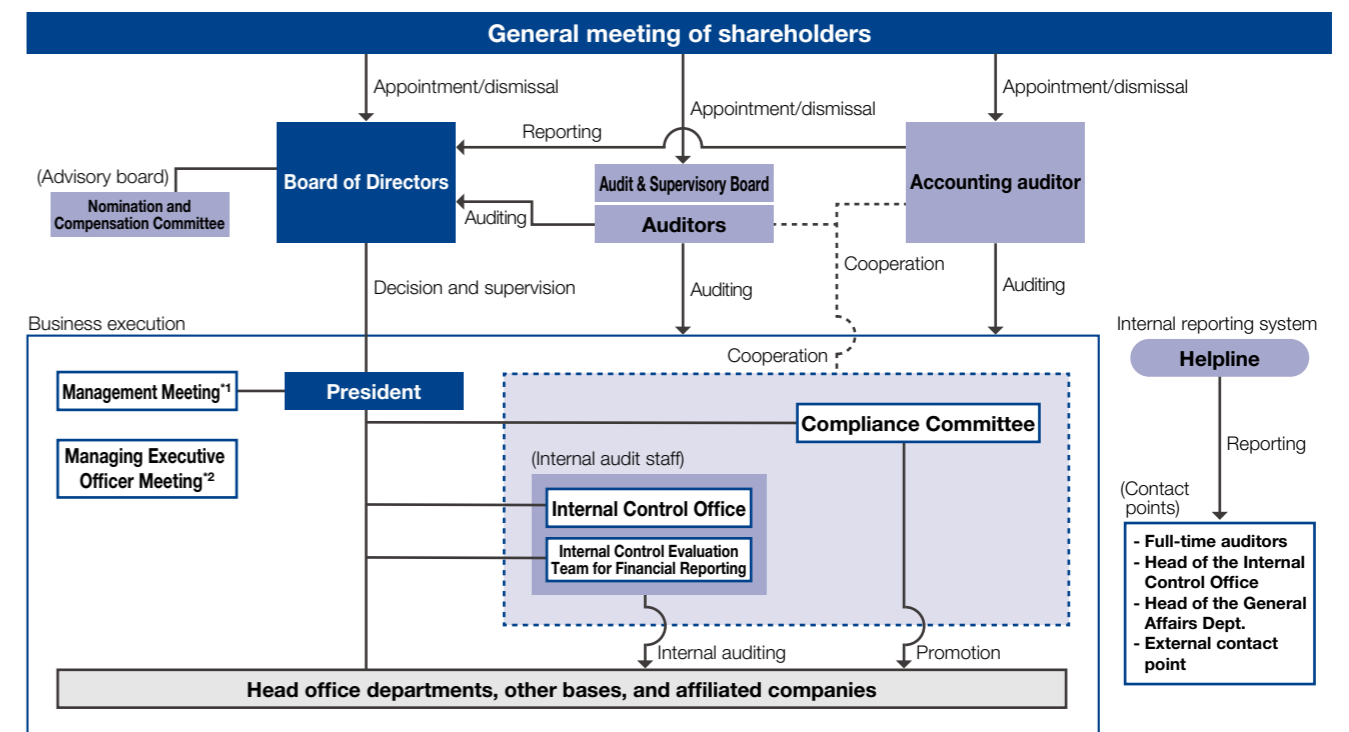 General meeting of shareholders
Appointment/dismissal
Appointment/dismissal
Appointment/dismissal
Reporting
(Advisory board)
Nomination and
Compensation Committee
Board of Directors
Audit & Supervisory Board
Auditors
Accounting auditor
Auditing
Cooperation
Decision and supervision
Auditing
Auditing
Business execution
Cooperation
Internal reporting system
Helpline
Management Meeting*1
President
Compliance Committee
Managing Executive
Officer Meeting*2
(Internal audit staff)
Internal Control Office
Internal Control Evaluation
Team for Financial Reporting
Reporting
(Contact
points)
- Full-time auditors
- Head of the Internal
Control Office
- Head of the General
Affairs Dept.
- External contact
point
Internal auditing
Promotion
Head office departments, other bases, and affiliated companies